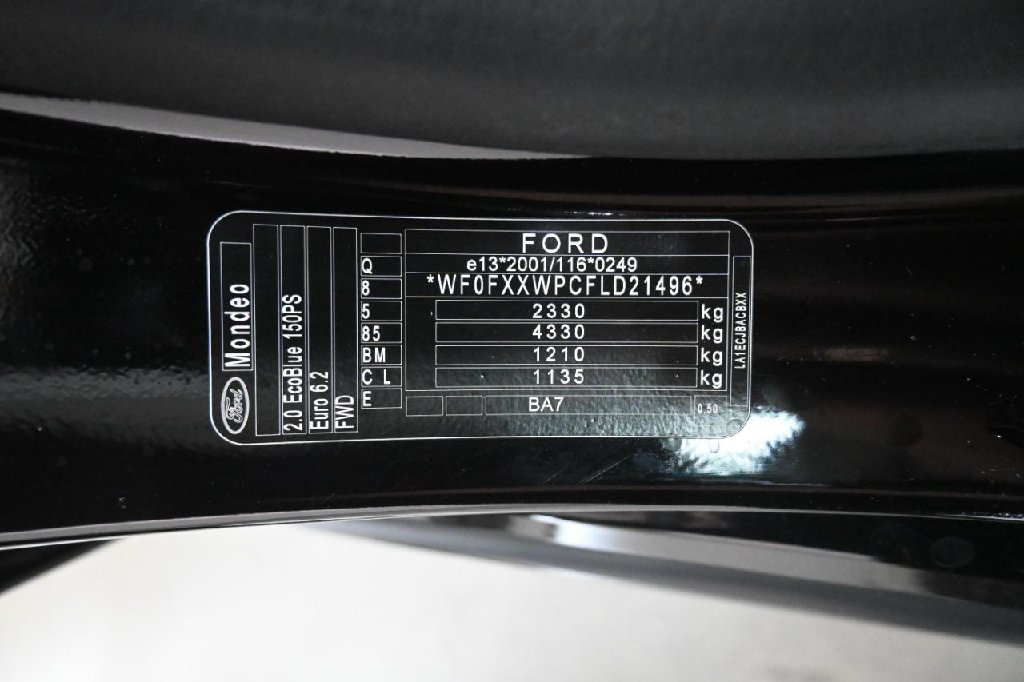 FORD
e13*2001/116*0249
*WF0FXXWPCFLD21496*
2330 kg
4330 kg
1210 kg
1135 kg
BA7
0.50
Q
8
5
85
BM
C L
E
Ford
Mondeo
2.0 EcoBlue 150PS
Euro 6.2
FWD
LA1ECJBACBXX